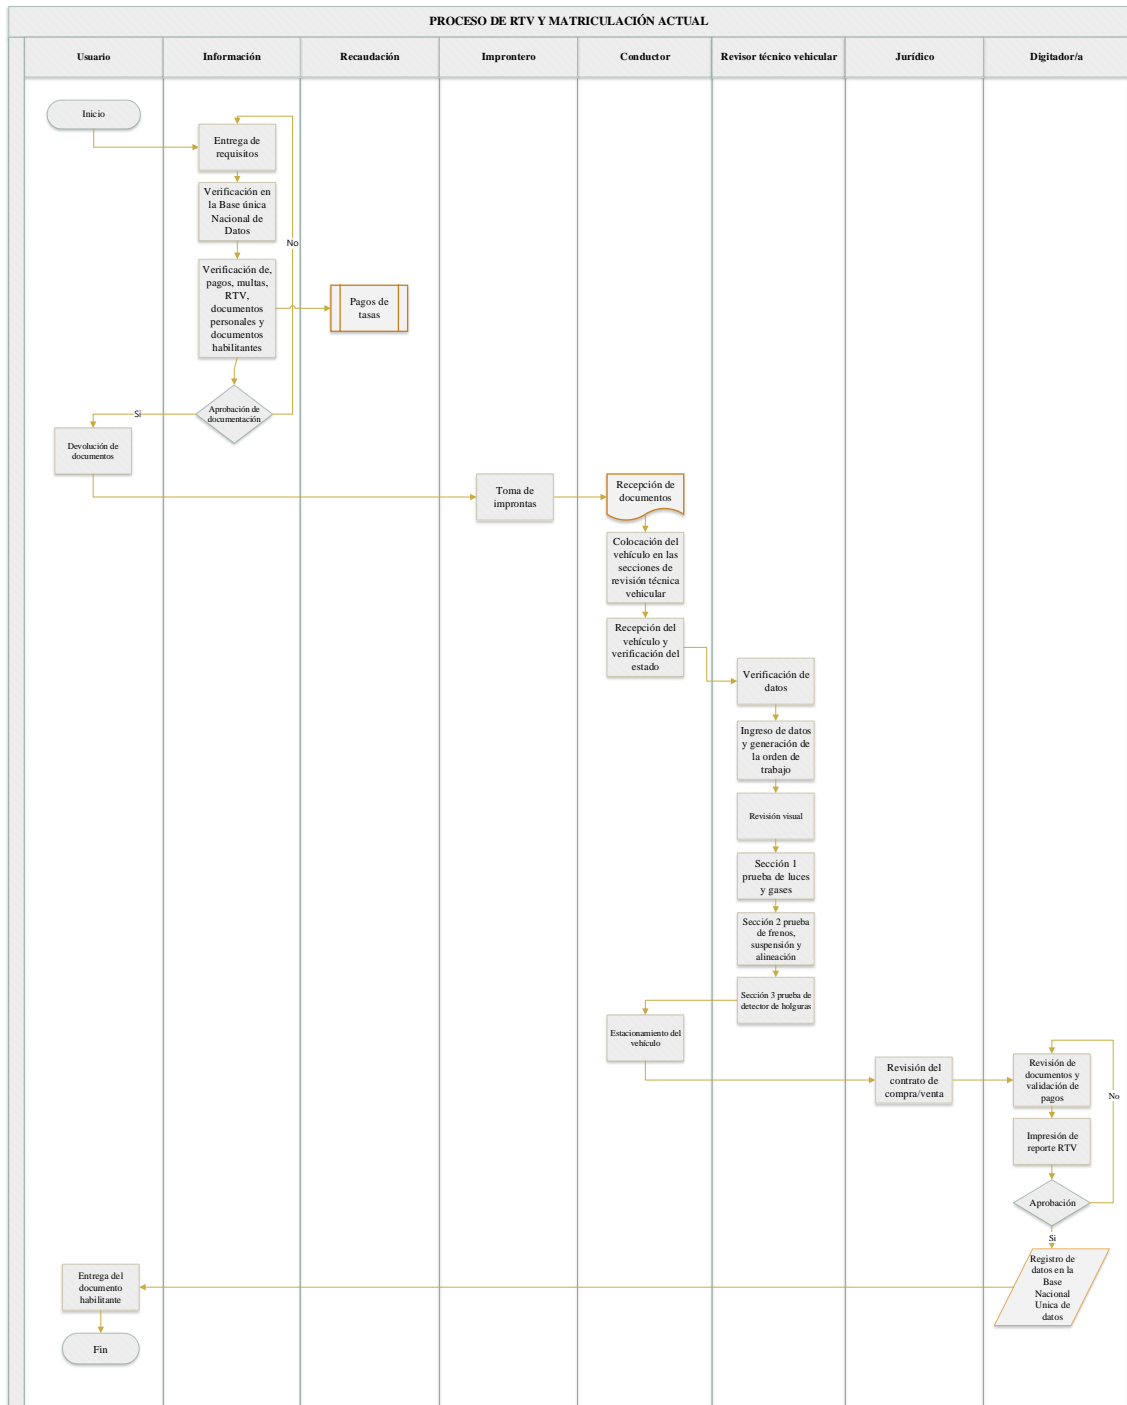 PROCESO DE RTV Y MATRICULACIÓN ACTUAL
Usuario
Información
Recaudación
Improntero
Conductor
Revisor técnico vehicular
Jurídico
Digitador/a
Inicio
Entrega de
requisitos
Verificación en
la Base única
Nacional de
Datos
No
Verificación de,
pagos, multas,
RTV,
documentos
personales y
documentos
habilitantes
Pagos de
tasas
Aprobación de
documentación
Si
Devolución de
documentos
Toma de
improntas
Recepción de
documentos
Colocación del
vehículo en las
secciones de
revisión técnica
vehicular
Recepción del
vehículo y
verificación del
estado
Verificación de
datos
Ingreso de datos
y generación de
la orden de
trabajo
Revisión visual
Sección 1
prueba de luces
y gases
Sección 2 prueba
de frenos,
suspensión y
alineación
Sección 3 prueba de
detector de holguras
Estacionamiento del
vehículo
Revisión del
contrato de
compra/venta
Revisión de
documentos y
validación de
pagos
No
Impresión de
reporte RTV
Aprobación
Si
Registro de
datos en la
Base
Nacional
Unica de
datos
Entrega del
documento
habilitante
Fin